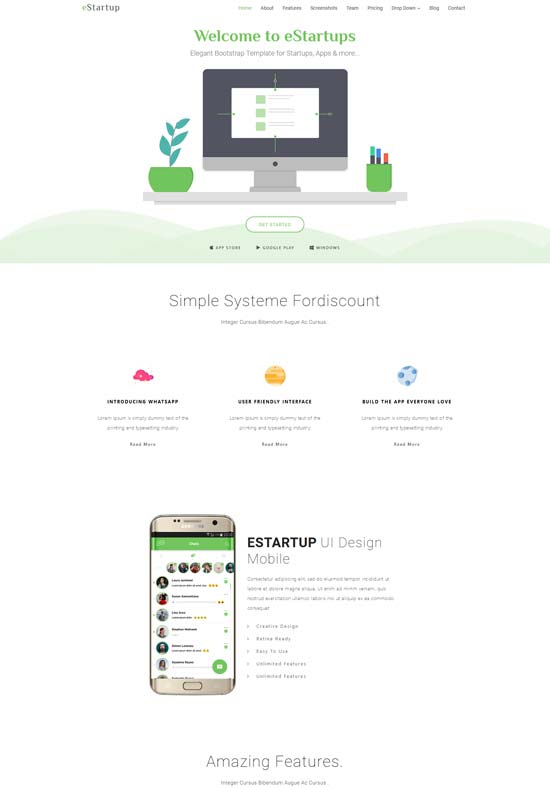 eStartup
Home About Features Screenshots Team Pricing Drop Down Blog Contact
Welcome to eStartups
Elegant Bootstrap Template for Startups, Apps & more...
GET STARTED
APP STORE GOOGLE PLAY WINDOWS
Simple Systeme Fordiscount
Integer Cursus Bibendum Augue Ac Cursus .
INTRODUCING WHATSAPP
Lorem Ipsum is simply dummy text of the
printing and typesetting industry.
Read More
USER FRIENDLY INTERFACE
Lorem Ipsum is simply dummy text of the
printing and typesetting industry.
Read More
BUILD THE APP EVERYONE LOVE
Lorem Ipsum is simply dummy text of the
printing and typesetting industry.
Read More
SAMSUNG
Chats
ESTARTUP UI Design
Mobile
Consectetur adipisicing elit, sed do eiusmod tempor incididunt ut
labore et dolore magna aliqua. Ut enim ad minim veniam, quis
nostrud exercitation ullamco laboris nisi ut aliquip ex ea commodo
consequat
Creative Design
Retina Ready
Easy To Use
Unlimited Features
Unlimited Features
Amazing Features.
Integer Cursus Bibendum Augue Ac Cursus .